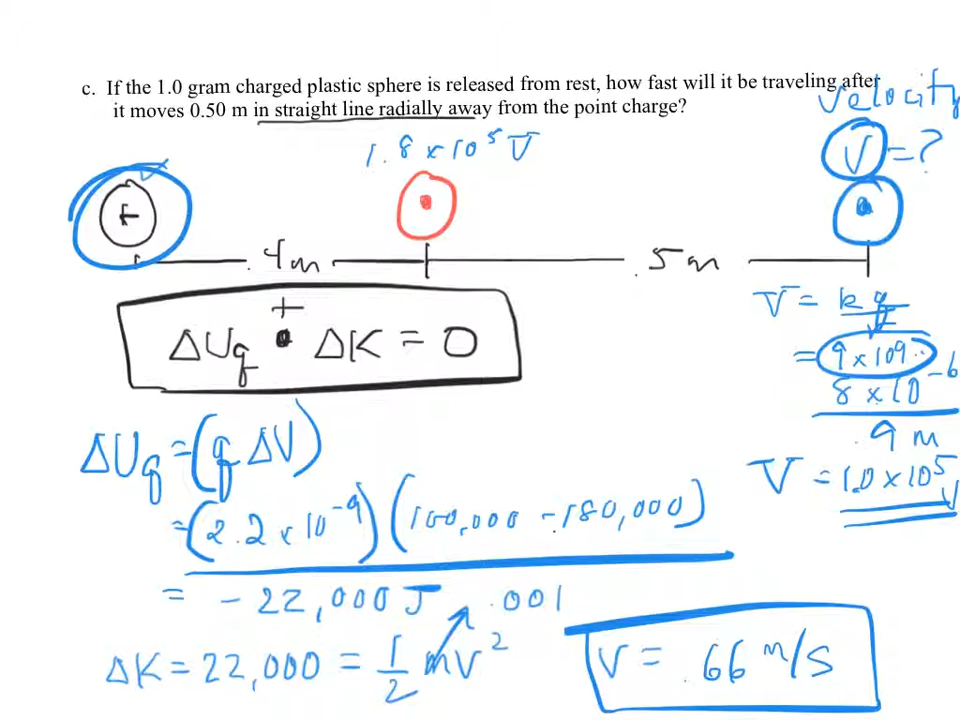 c. If the 1.0 gram charged plastic sphere is released from rest, how fast will it be traveling after
it moves 0.50 m in straight line radially away from the point charge?
velocity
V = ?
1.8 x 10⁵ V
+
.4m
.5m
ΔUq + ΔK = 0
V = kq/r
= 9 x 109 ·
8 x 10⁻⁶
.9 m
V = 1.0 x 10⁵ V
ΔUq = (q ΔV)
= (2.2 x 10⁻⁹) (100,000 - 180,000)
= - 22,000 J
.001
ΔK = 22,000 = 1/2 mv²
V = .66 m/s